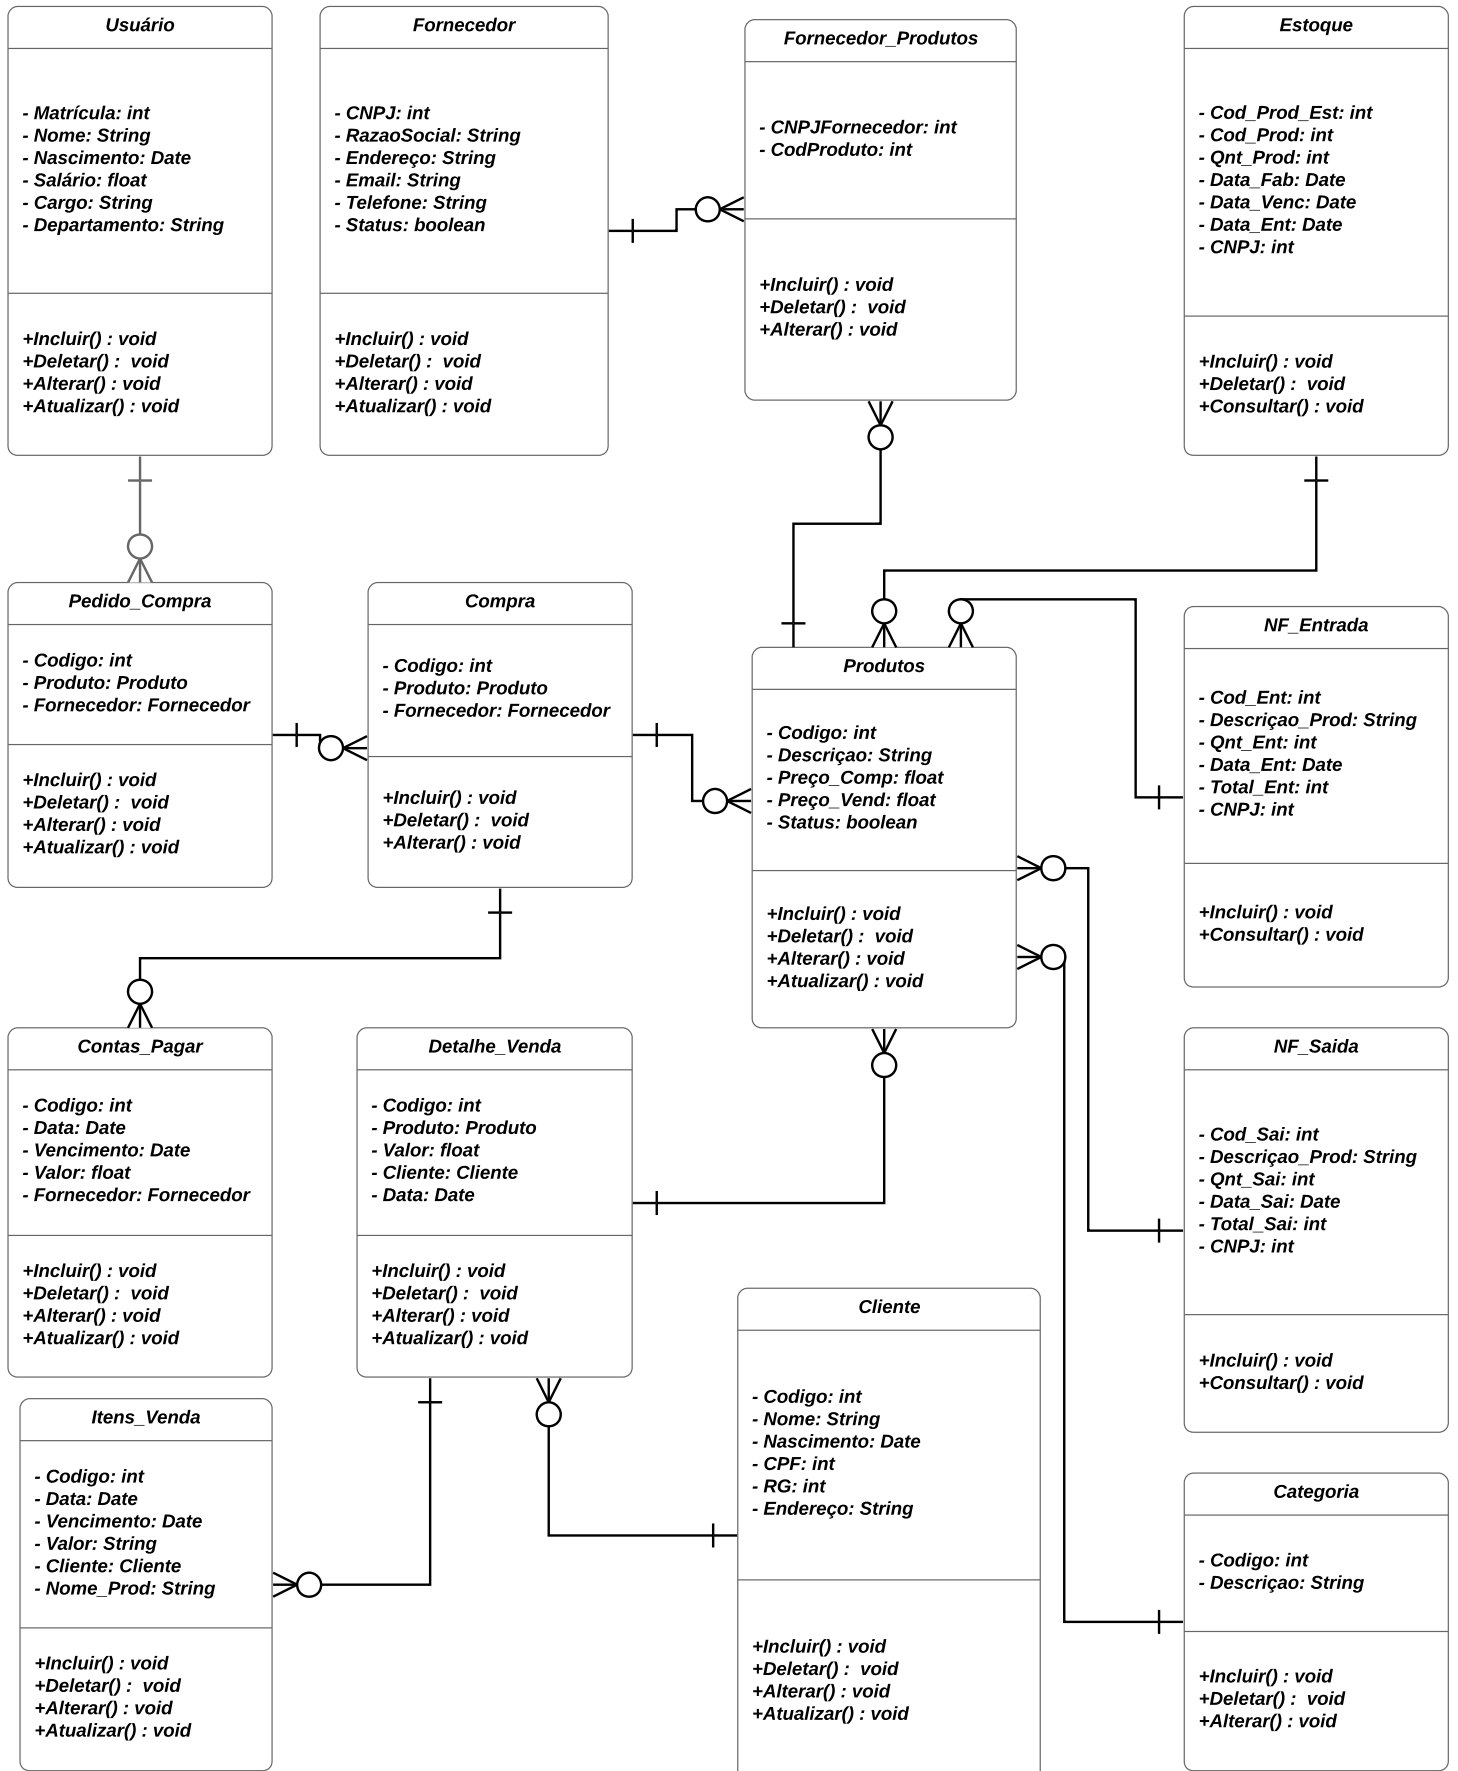 Usuário
- Matrícula: int
- Nome: String
- Nascimento: Date
- Salário: float
- Cargo: String
- Departamento: String
+Incluir() : void
+Deletar() :  void
+Alterar() : void
+Atualizar() : void
Fornecedor
- CNPJ: int
- RazaoSocial: String
- Endereço: String
- Email: String
- Telefone: String
- Status: boolean
+Incluir() : void
+Deletar() :  void
+Alterar() : void
+Atualizar() : void
Fornecedor_Produtos
- CNPJFornecedor: int
- CodProduto: int
+Incluir() : void
+Deletar() :  void
+Alterar() : void
Estoque
- Cod_Prod_Est: int
- Cod_Prod: int
- Qnt_Prod: int
- Data_Fab: Date
- Data_Venc: Date
- Data_Ent: Date
- CNPJ: int
+Incluir() : void
+Deletar() :  void
+Consultar() : void
Pedido_Compra
- Codigo: int
- Produto: Produto
- Fornecedor: Fornecedor
+Incluir() : void
+Deletar() :  void
+Alterar() : void
+Atualizar() : void
Compra
- Codigo: int
- Produto: Produto
- Fornecedor: Fornecedor
+Incluir() : void
+Deletar() :  void
+Alterar() : void
Produtos
- Codigo: int
- Descriçao: String
- Preço_Comp: float
- Preço_Vend: float
- Status: boolean
+Incluir() : void
+Deletar() :  void
+Alterar() : void
+Atualizar() : void
NF_Entrada
- Cod_Ent: int
- Descriçao_Prod: String
- Qnt_Ent: int
- Data_Ent: Date
- Total_Ent: int
- CNPJ: int
+Incluir() : void
+Consultar() : void
Contas_Pagar
- Codigo: int
- Data: Date
- Vencimento: Date
- Valor: float
- Fornecedor: Fornecedor
+Incluir() : void
+Deletar() :  void
+Alterar() : void
+Atualizar() : void
Detalhe_Venda
- Codigo: int
- Produto: Produto
- Valor: float
- Cliente: Cliente
- Data: Date
+Incluir() : void
+Deletar() :  void
+Alterar() : void
+Atualizar() : void
NF_Saida
- Cod_Sai: int
- Descriçao_Prod: String
- Qnt_Sai: int
- Data_Sai: Date
- Total_Sai: int
- CNPJ: int
+Incluir() : void
+Consultar() : void
Itens_Venda
- Codigo: int
- Data: Date
- Vencimento: Date
- Valor: String
- Cliente: Cliente
- Nome_Prod: String
+Incluir() : void
+Deletar() :  void
+Alterar() : void
+Atualizar() : void
Cliente
- Codigo: int
- Nome: String
- Nascimento: Date
- CPF: int
- RG: int
- Endereço: String
+Incluir() : void
+Deletar() :  void
+Alterar() : void
+Atualizar() : void
Categoria
- Codigo: int
- Descriçao: String
+Incluir() : void
+Deletar() :  void
+Alterar() : void